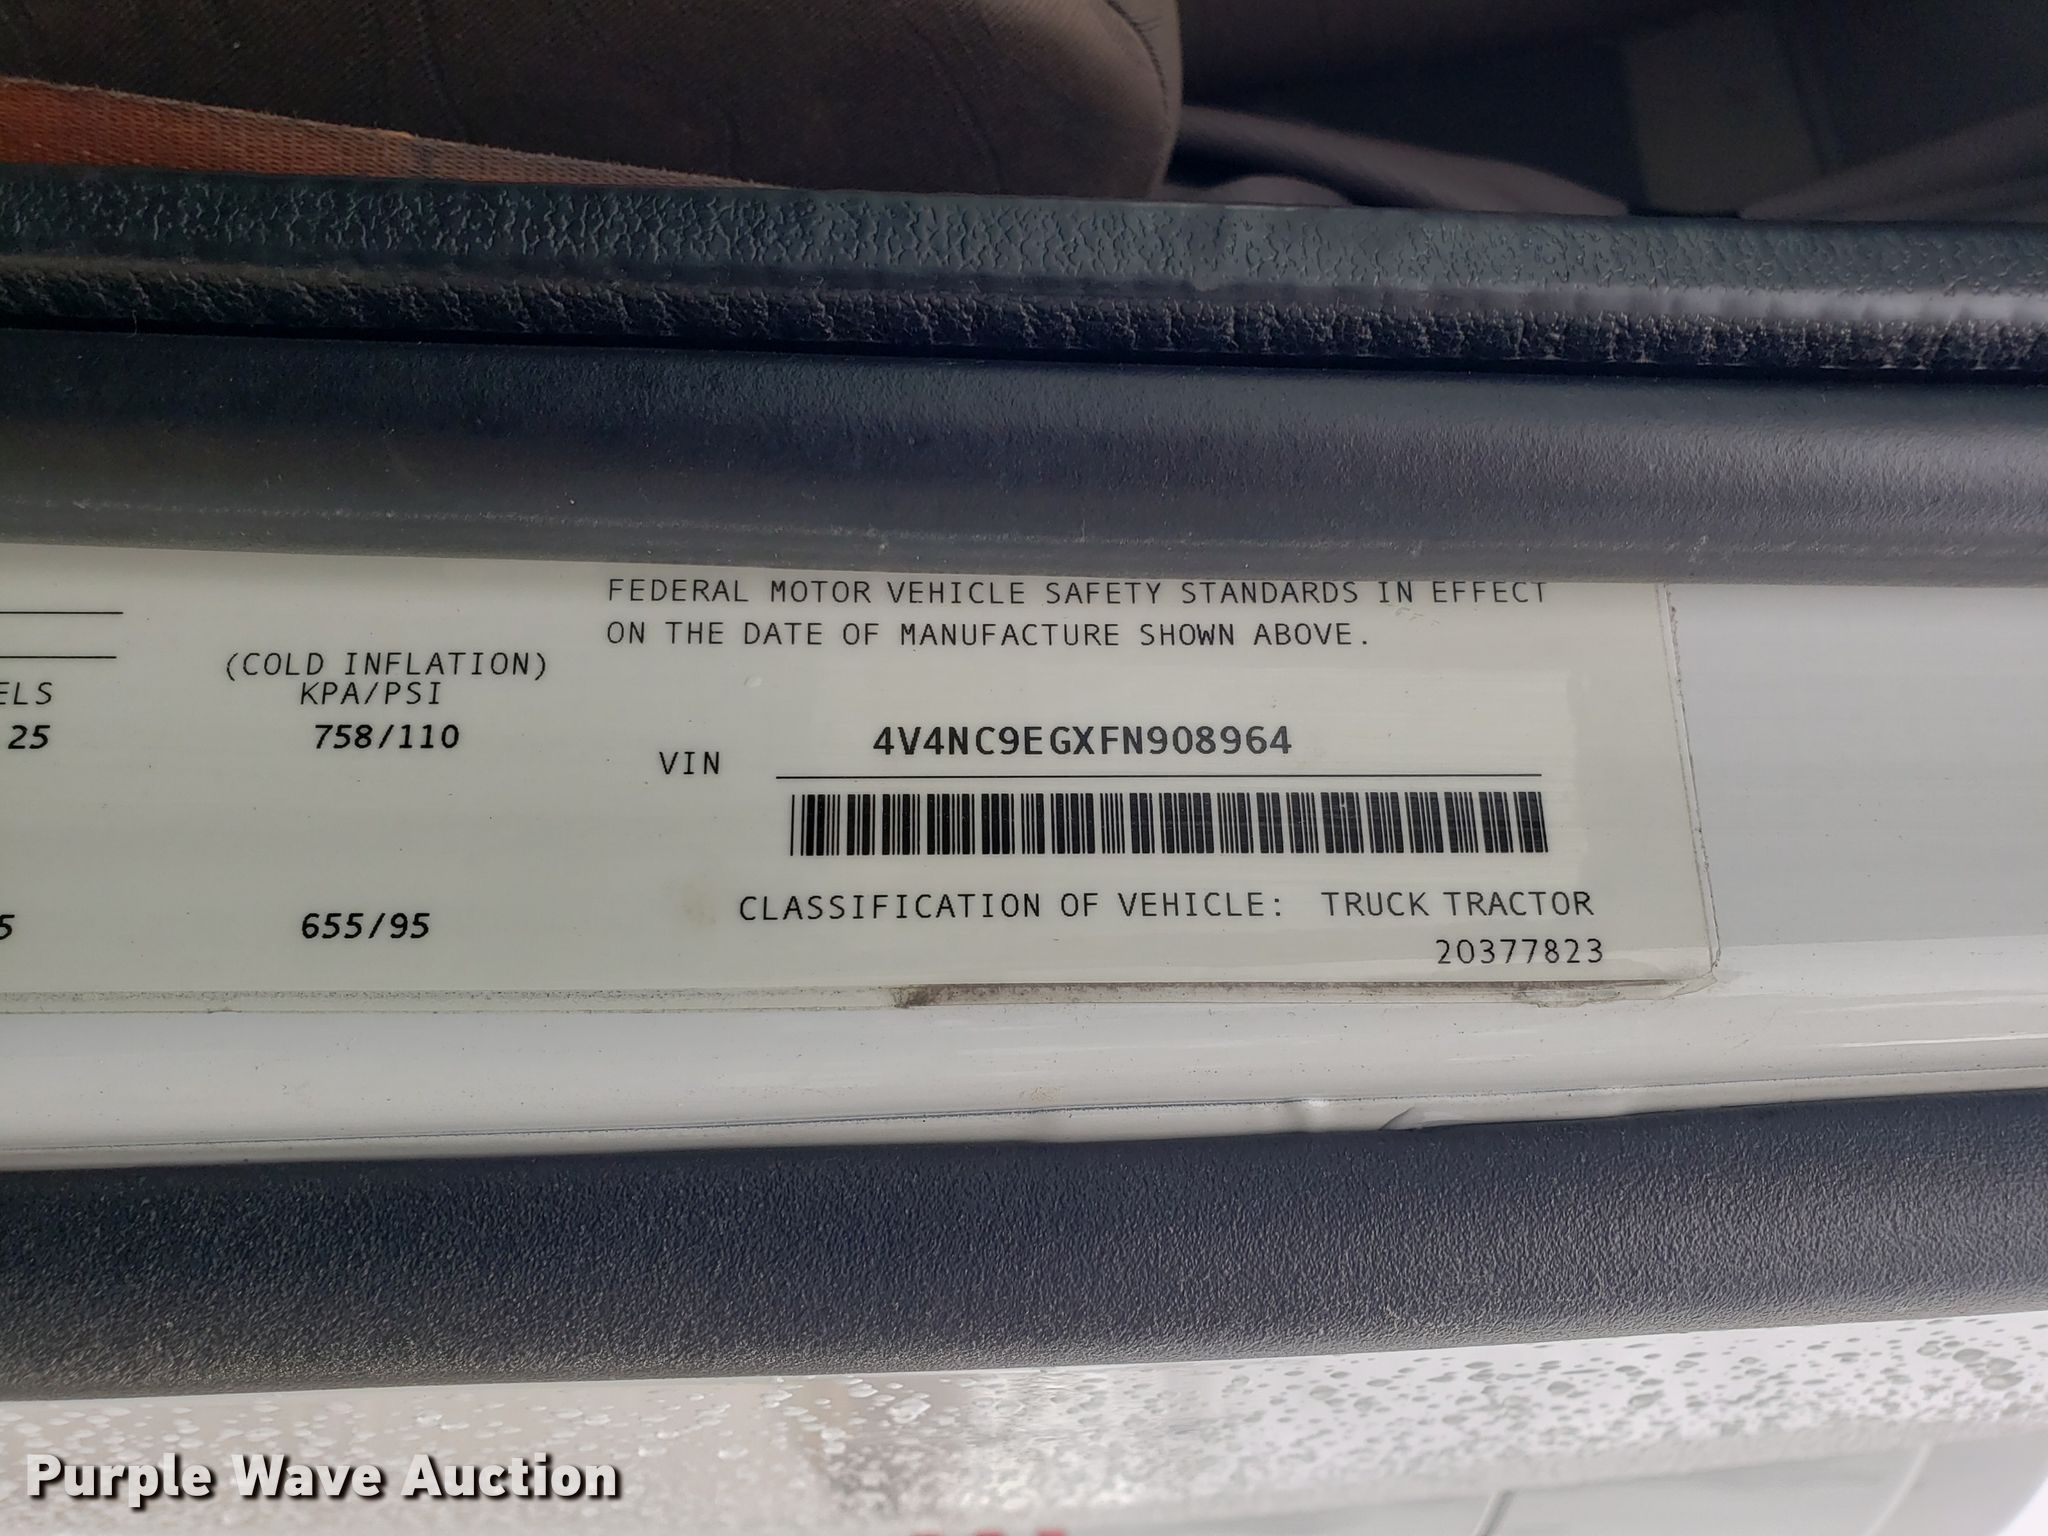 FEDERAL MOTOR VEHICLE SAFETY STANDARDS IN EFFECT
ON THE DATE OF MANUFACTURE SHOWN ABOVE.
(COLD INFLATION)
ELS KPA/PSI
25 758/110
VIN 4V4NC9EGXFN908964
5 655/95
CLASSIFICATION OF VEHICLE: TRUCK TRACTOR
20377823
Purple Wave Auction